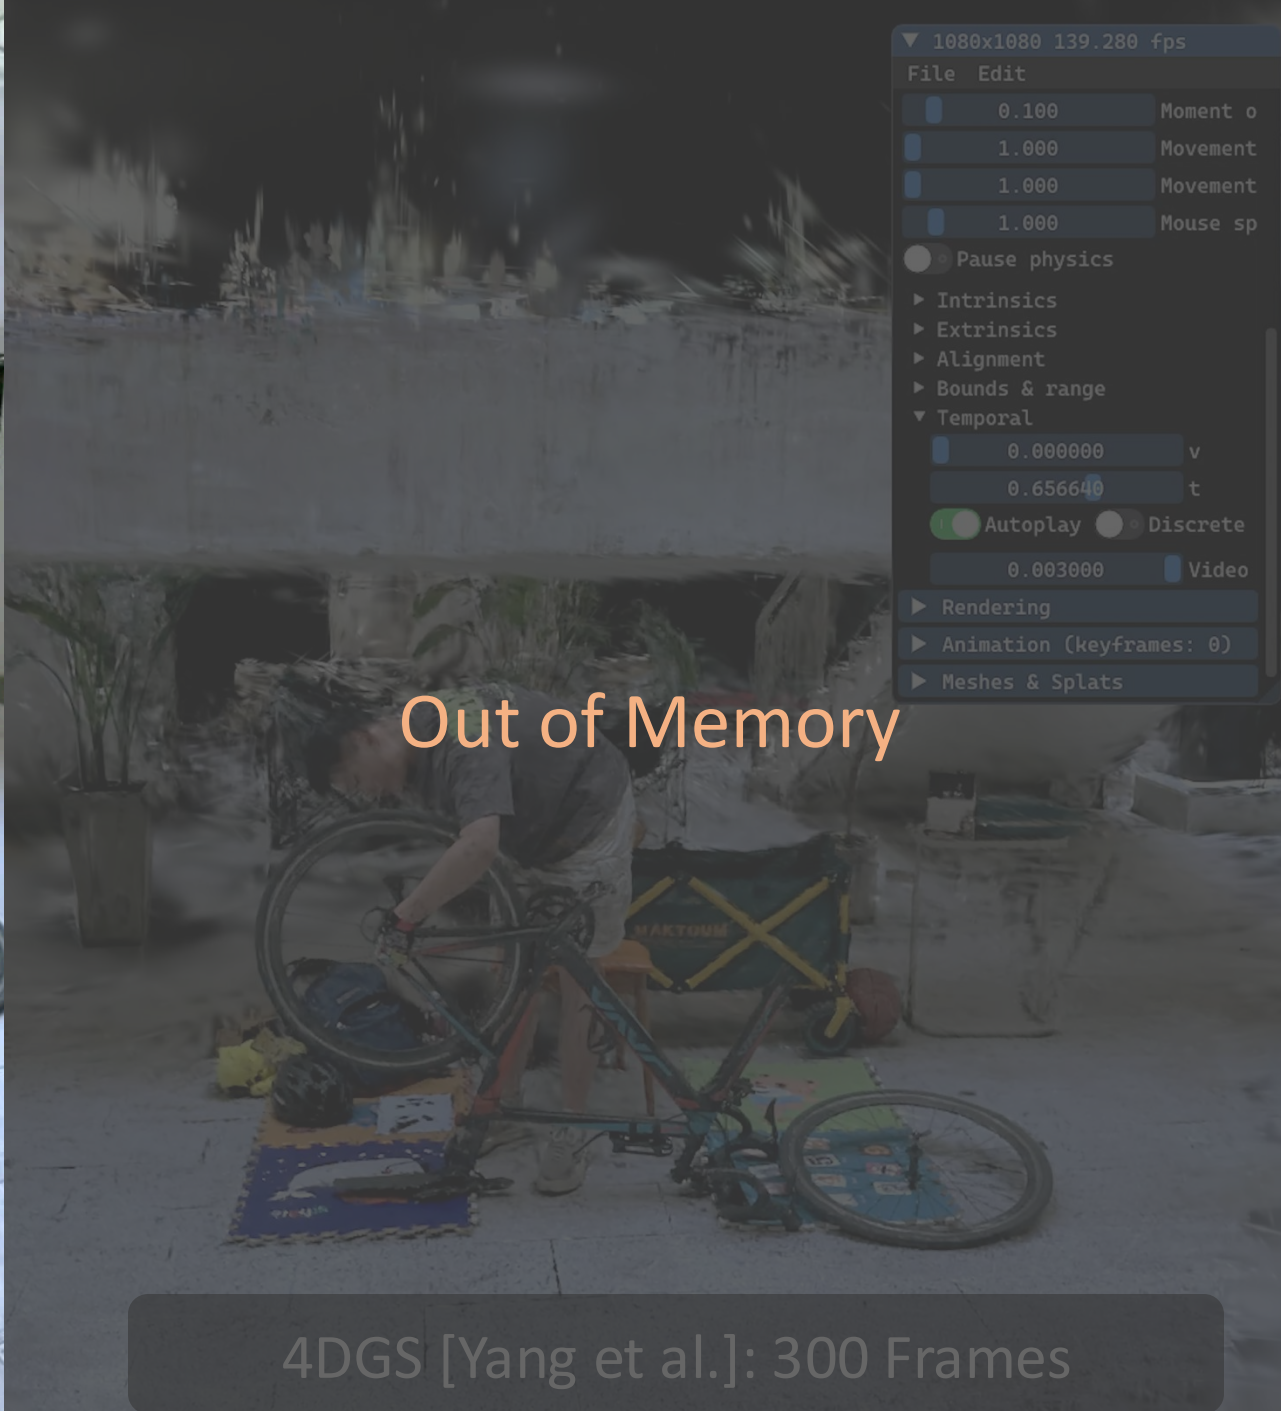 1080x1080 139.280 fps
File Edit
0.100 Moment o
1.000 Movement
1.000 Movement
1.000 Mouse sp
Pause physics
Intrinsics
Extrinsics
Alignment
Bounds & range
Temporal
0.000000 v
0.656640 t
Autoplay Discrete
0.003000 Video
Rendering
Animation (keyframes: 0)
Meshes & Splats
Out of Memory
MAKTOUM
4DGS [Yang et al.]: 300 Frames